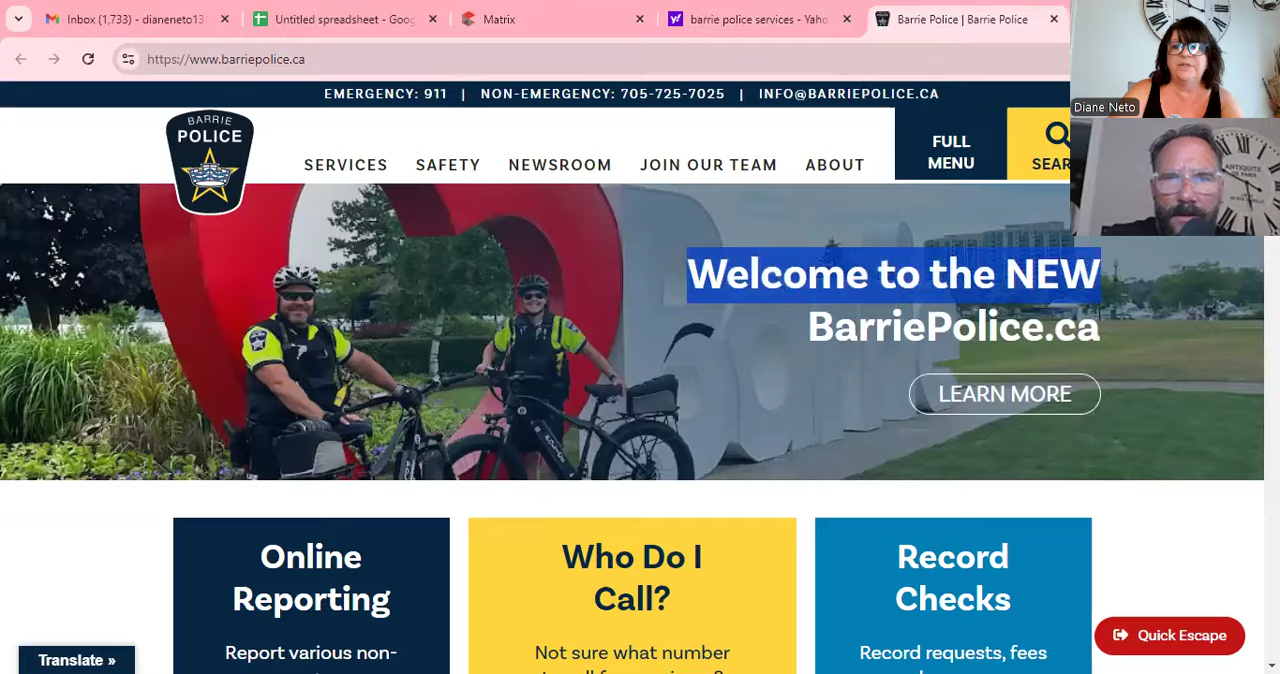 Inbox (1,733) - dianeneto13
Untitled spreadsheet - Goog
Matrix
barrie police services - Yaho
Barrie Police | Barrie Police
https://www.barriepolice.ca
EMERGENCY: 911 | NON-EMERGENCY: 705-725-7025 | INFO@BARRIEPOLICE.CA
Diane Neto
BARRIE
POLICE
SERVICES
SAFETY
NEWSROOM
JOIN OUR TEAM
ABOUT
FULL
MENU
SEAR
ANTIQUITE
DE PARIS
Welcome to the NEW
BarriePolice.ca
LEARN MORE
Online
Reporting
Report various non-
Who Do I
Call?
Not sure what number
Record
Checks
Record requests, fees
Quick Escape
Translate »